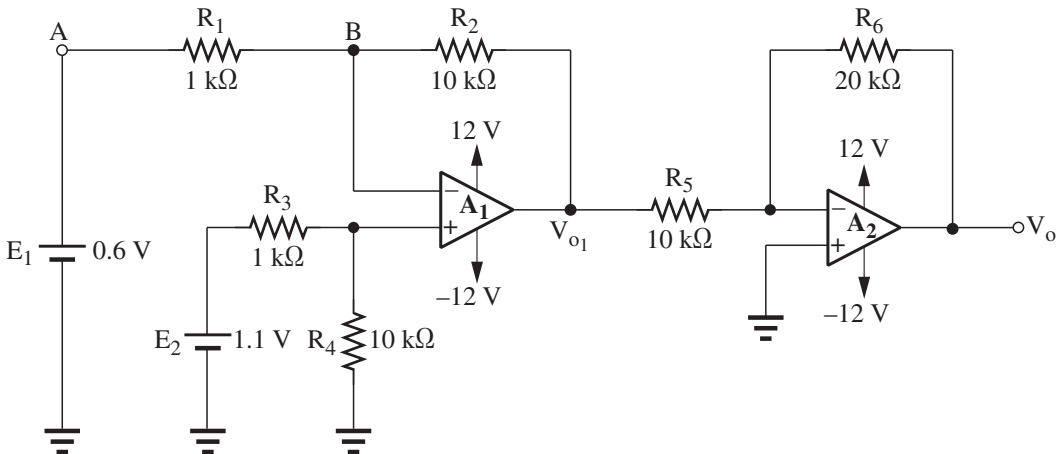 A
R1
1 kΩ
B
R2
10 kΩ
R6
20 kΩ
12 V
−
A1
+
–12 V
Vo1
R3
1 kΩ
R5
10 kΩ
12 V
−
A2
+
–12 V
Vo
E1
0.6 V
E2
1.1 V
R4
10 kΩ